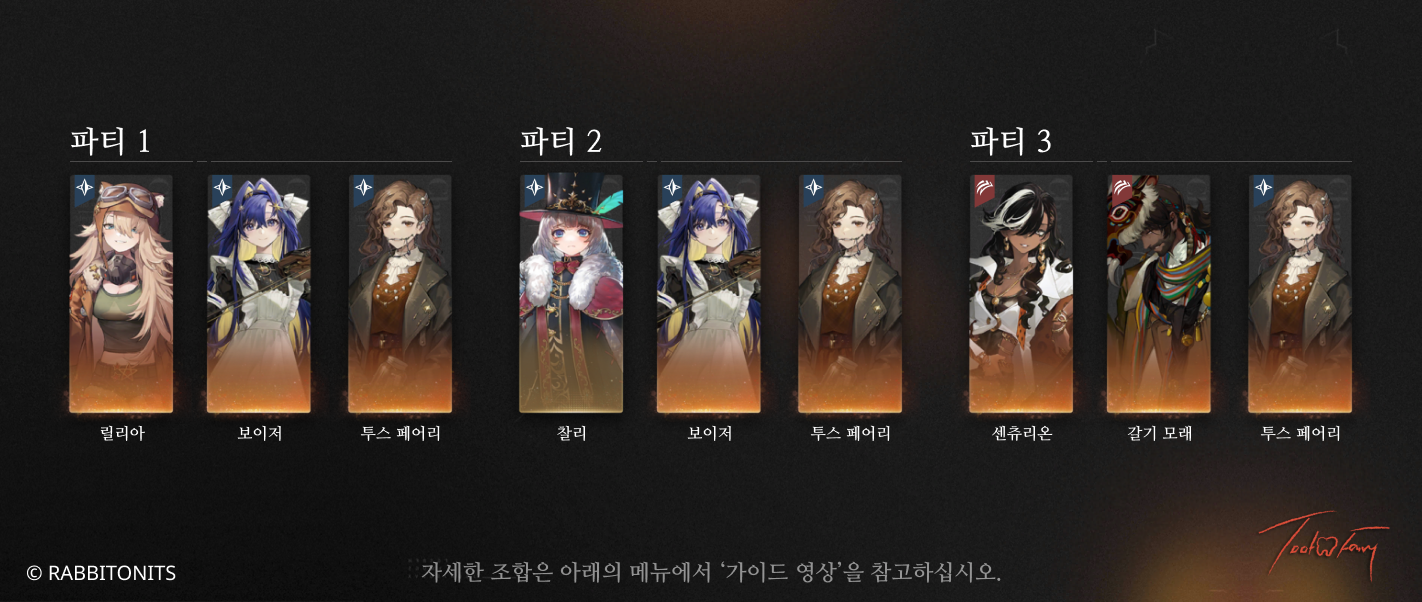 파티 1
파티 2
파티 3
릴리아
보이저
투스 페어리
찰리
보이저
투스 페어리
센츄리온
갈기 모래
투스 페어리
Tooth Fairy
© RABBITONITS
자세한 조합은 아래의 메뉴에서 ‘가이드 영상’을 참고하십시오.